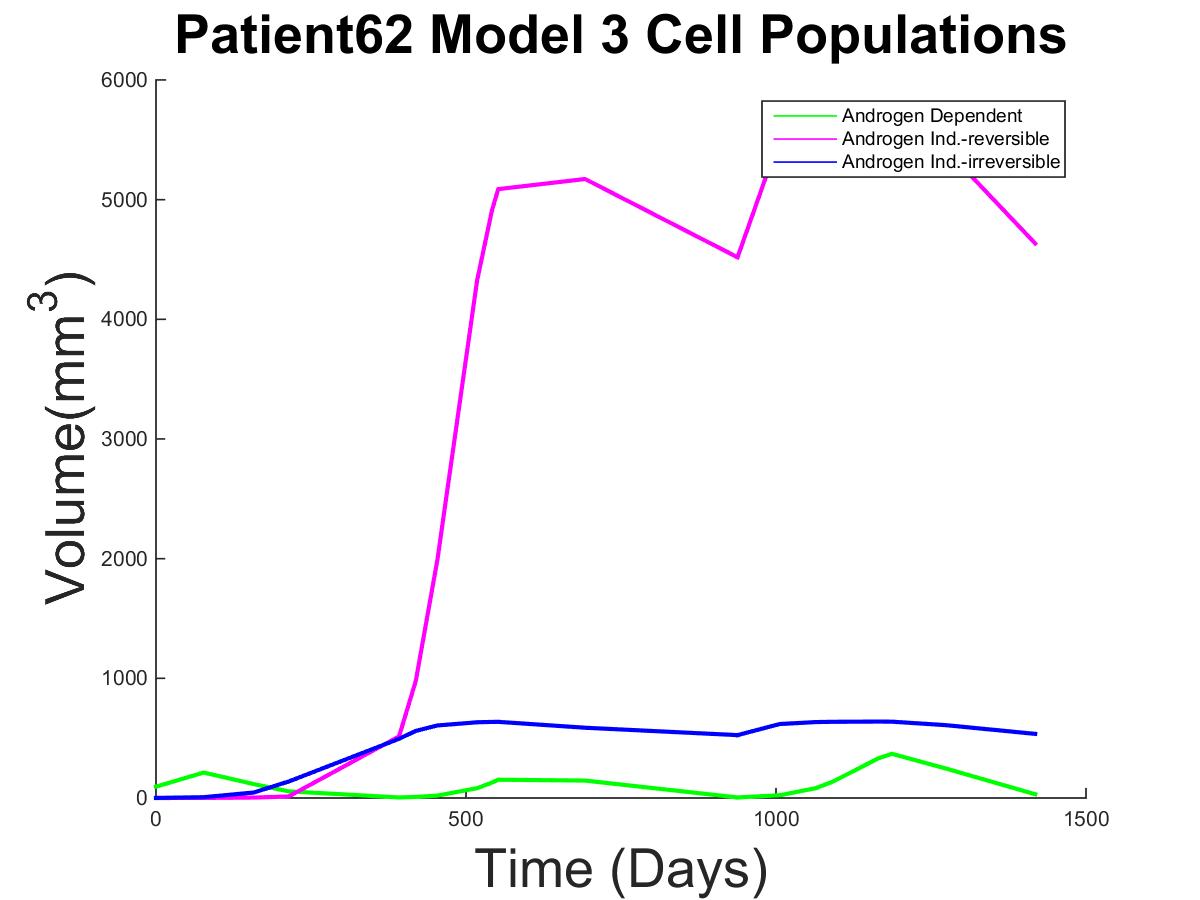 Patient62 Model 3 Cell Populations
6000
5000
4000
3000
2000
1000
0
Volume(mm³)
Androgen Dependent
Androgen Ind.-reversible
Androgen Ind.-irreversible
0 500 1000 1500
Time (Days)